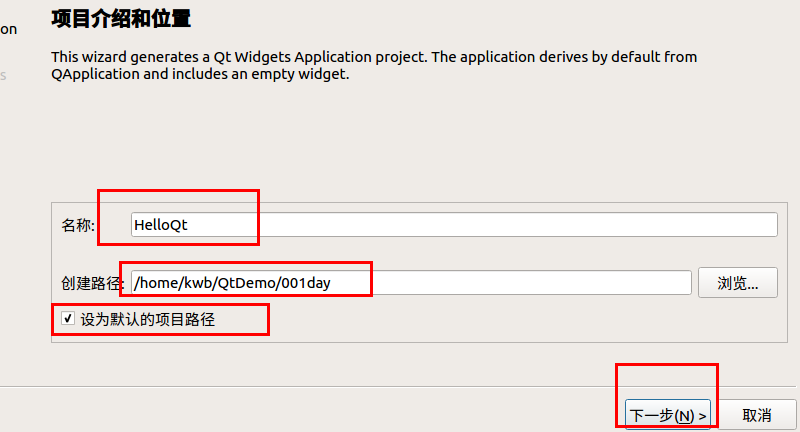 项目介绍和位置
on
This wizard generates a Qt Widgets Application project. The application derives by default from
s
QApplication and includes an empty widget.
名称: HelloQt
创建路径: /home/kwb/QtDemo/001day 浏览...
设为默认的项目路径
下一步(N) > 取消